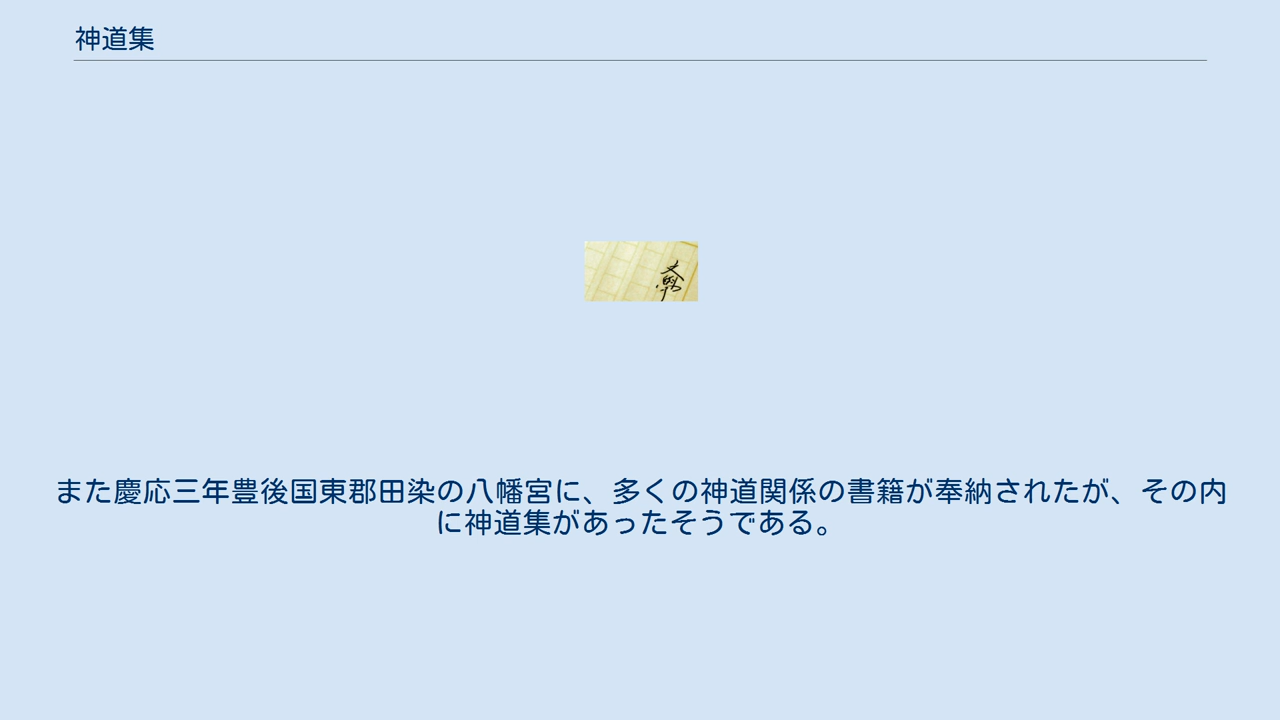 神道集
また慶応三年豊後国東郡田染の八幡宮に、多くの神道関係の書籍が奉納されたが、その内
に神道集があったそうである。